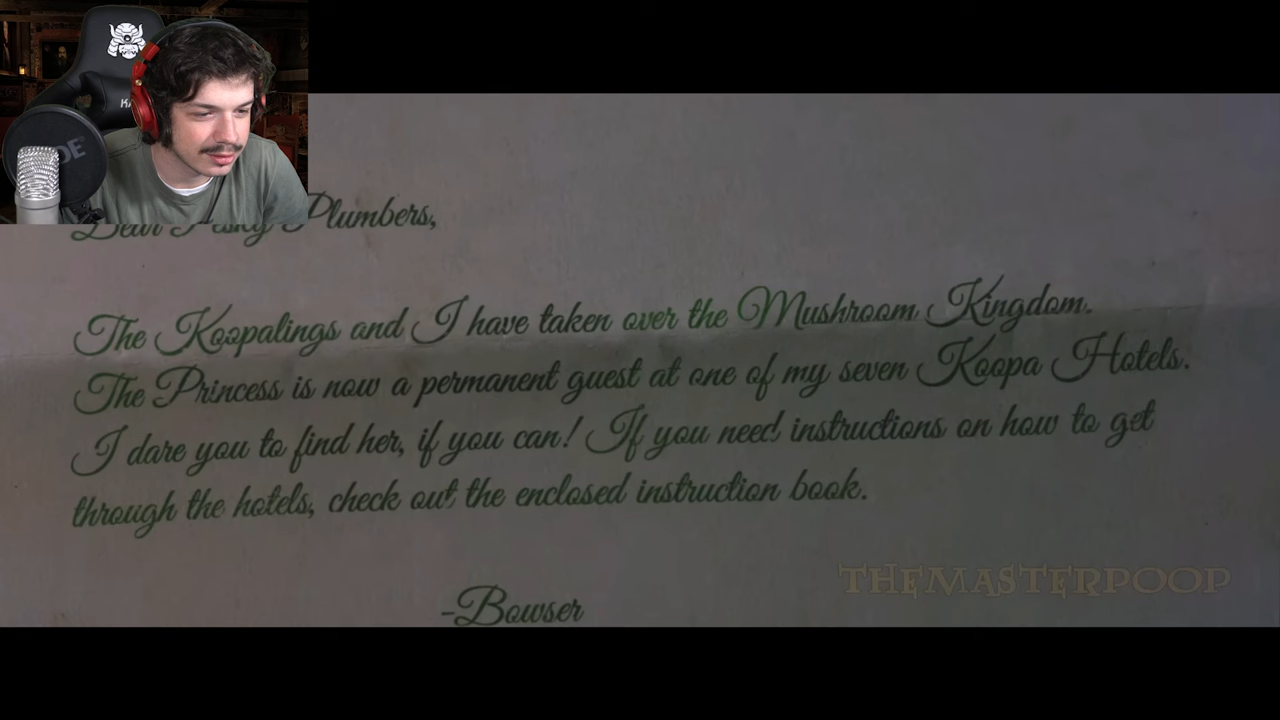 Dear Pesky Plumbers,
The Koopalings and I have taken over the Mushroom Kingdom.
The Princess is now a permanent guest at one of my seven Koopa Hotels.
I dare you to find her, if you can! If you need instructions on how to get
through the hotels, check out the enclosed instruction book.
-Bowser
THEMASTERPOOP